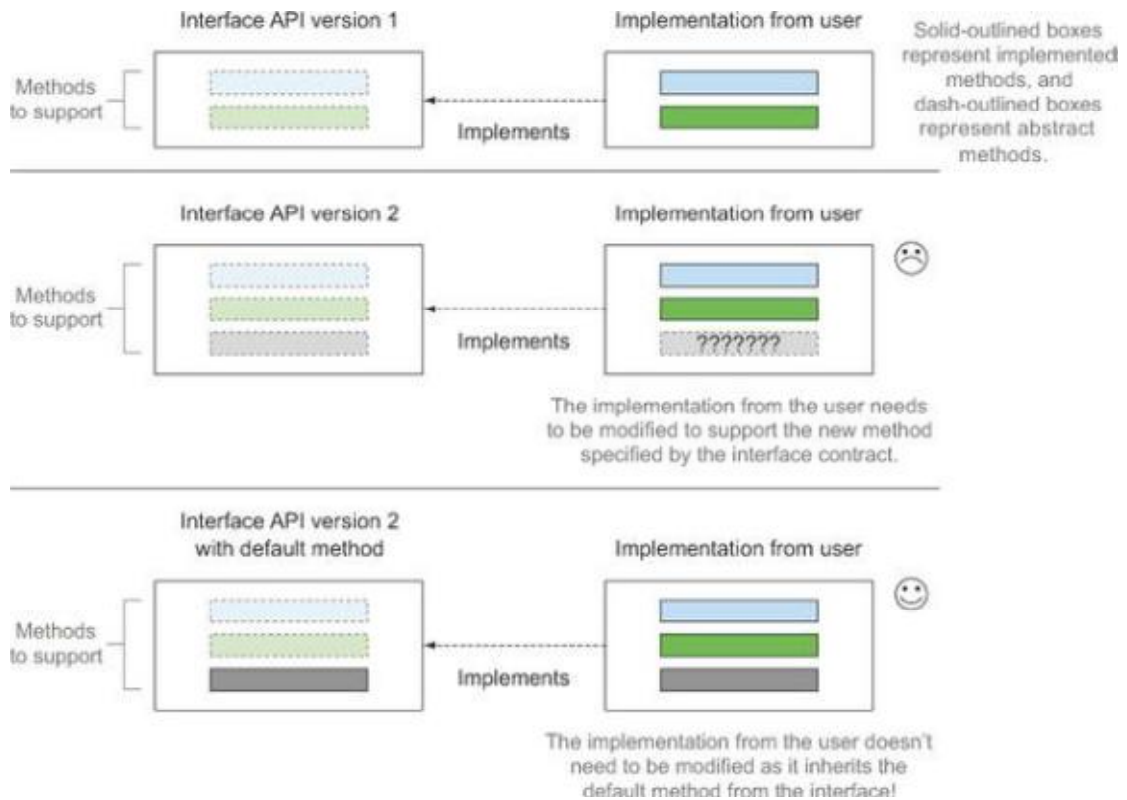 Interface API version 1
Implementation from user
Solid-outlined boxes
represent implemented
methods, and
dash-outlined boxes
represent abstract
methods.
Methods
to support
Implements
Interface API version 2
Implementation from user
Methods
to support
Implements
???????
The implementation from the user needs
to be modified to support the new method
specified by the interface contract.
Interface API version 2
with default method
Implementation from user
Methods
to support
Implements
The implementation from the user doesn't
need to be modified as it inherits the
default method from the interface!